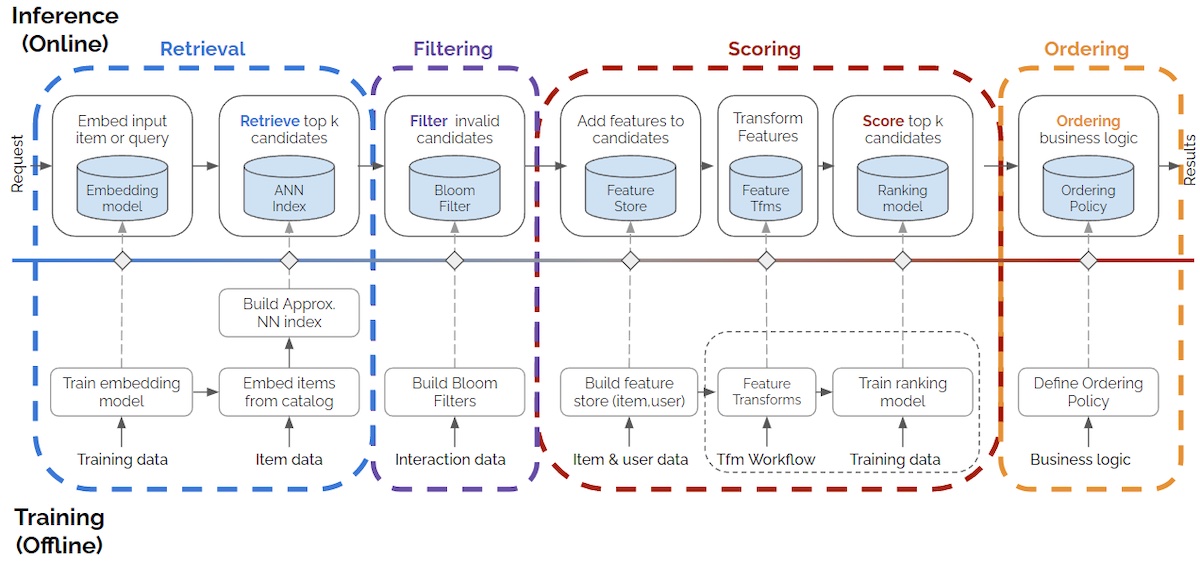 Inference
(Online)
Retrieval
Filtering
Scoring
Ordering
Request
Embed input
item or query
Embedding
model
Retrieve top k
candidates
ANN
Index
Filter invalid
candidates
Bloom
Filter
Add features to
candidates
Feature
Store
Transform
Features
Feature
Tfms
Score top k
candidates
Ranking
model
Ordering
business logic
Ordering
Policy
Results
Build Approx.
NN index
Train embedding
model
Embed items
from catalog
Build Bloom
Filters
Build feature
store (item,user)
Feature
Transforms
Train ranking
model
Define Ordering
Policy
Training data
Item data
Interaction data
Item & user data
Tfm Workflow
Training data
Business logic
Training
(Offline)